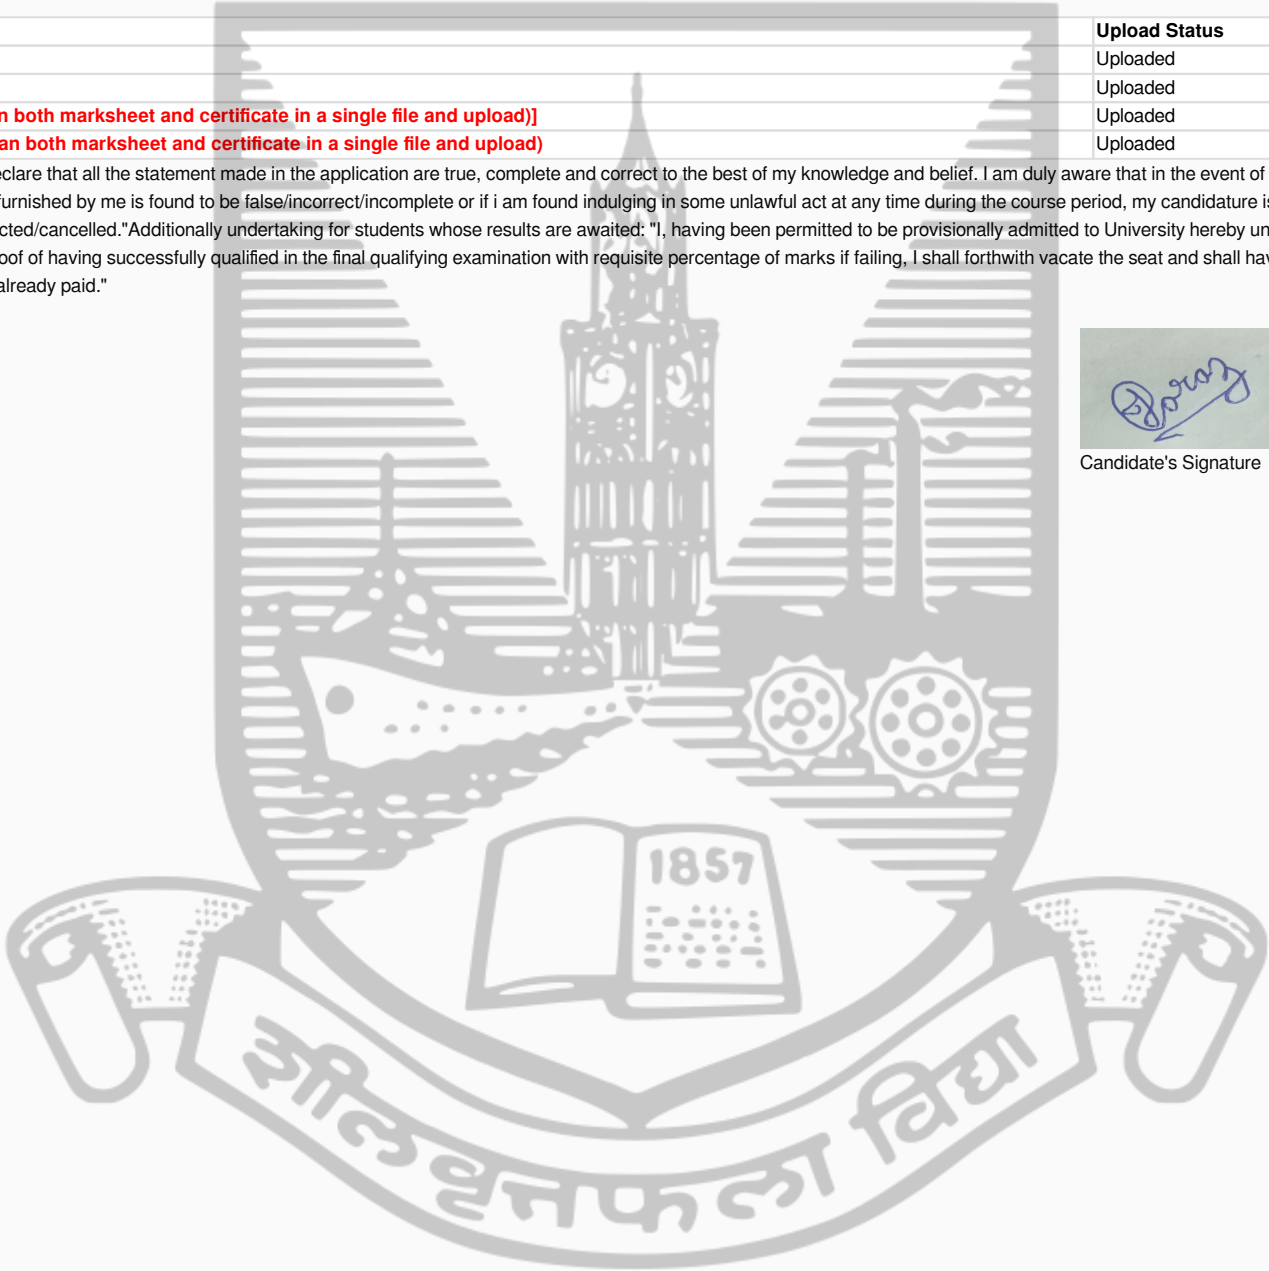 Upload Status
Uploaded
Uploaded
n both marksheet and certificate in a single file and upload)] Uploaded
an both marksheet and certificate in a single file and upload) Uploaded
eclare that all the statement made in the application are true, complete and correct to the best of my knowledge and belief. I am duly aware that in the event of
furnished by me is found to be false/incorrect/incomplete or if i am found indulging in some unlawful act at any time during the course period, my candidature is
cted/cancelled."Additionally undertaking for students whose results are awaited: "I, having been permitted to be provisionally admitted to University hereby un
oof of having successfully qualified in the final qualifying examination with requisite percentage of marks if failing, I shall forthwith vacate the seat and shall hav
already paid."
Candidate's Signature
1857
शीलवृत्तफला विद्या